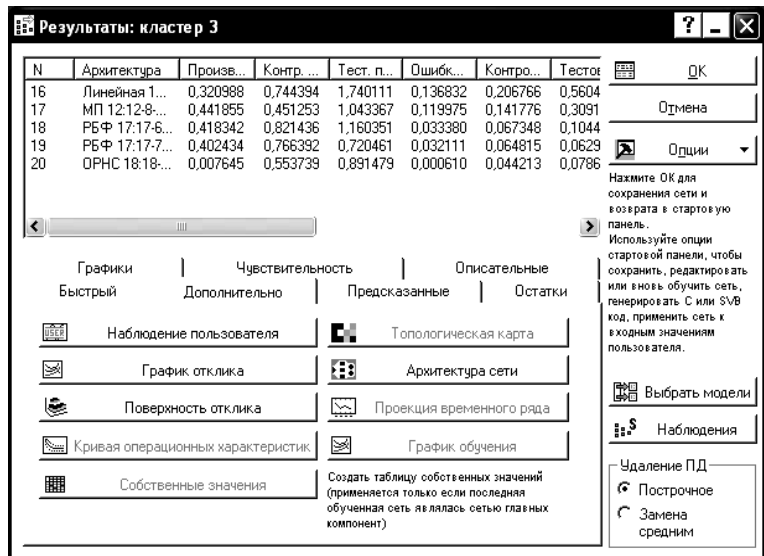 Результаты: кластер 3
N Архитектура Произв... Контр. ... Тест. п... Ошибк... Контро... Тестов
16 Линейная 1... 0,320988 0,744394 1,740111 0,136832 0,206766 0,5604
17 МП 12:12-8-... 0,441855 0,451253 1,043367 0,119975 0,141776 0,3091
18 РБФ 17:17-6... 0,418342 0,821436 1,160351 0,033380 0,067348 0,1044
19 РБФ 17:17-7... 0,402434 0,766392 0,720461 0,032111 0,064815 0,0629
20 ОРНС 18:18-... 0,007645 0,553739 0,891479 0,000610 0,044213 0,0786
OK
Отмена
Опции
Нажмите ОК для
сохранения сети и
возврата в стартовую
панель.
Используйте опции
стартовой панели, чтобы
сохранить, редактировать
или вновь обучить сеть,
генерировать С или SVB
код, применить сеть к
входным значениям
пользователя.
Графики Чувствительность Описательные
Быстрый Дополнительно Предсказанные Остатки
USER Наблюдение пользователя Топологическая карта
График отклика Архитектура сети
Поверхность отклика Проекция временного ряда
Кривая операционных характеристик График обучения
Собственные значения
Создать таблицу собственных значений
(применяется только если последняя
обученная сеть являлась сетью главных
компонент)
Выбрать модели
S Наблюдения
Удаление ПД
Построчное
Замена
средним